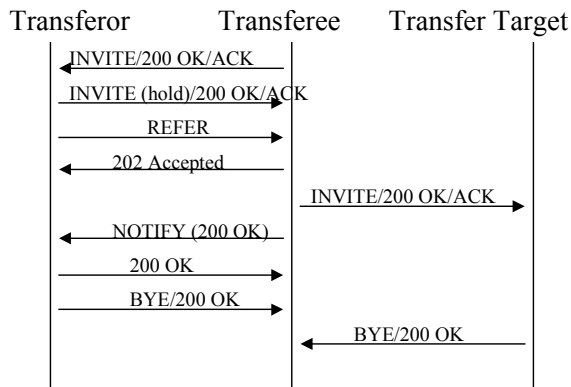 Transferor Transferee Transfer Target
INVITE/200 OK/ACK
INVITE (hold)/200 OK/ACK
REFER
202 Accepted
INVITE/200 OK/ACK
NOTIFY (200 OK)
200 OK
BYE/200 OK
BYE/200 OK